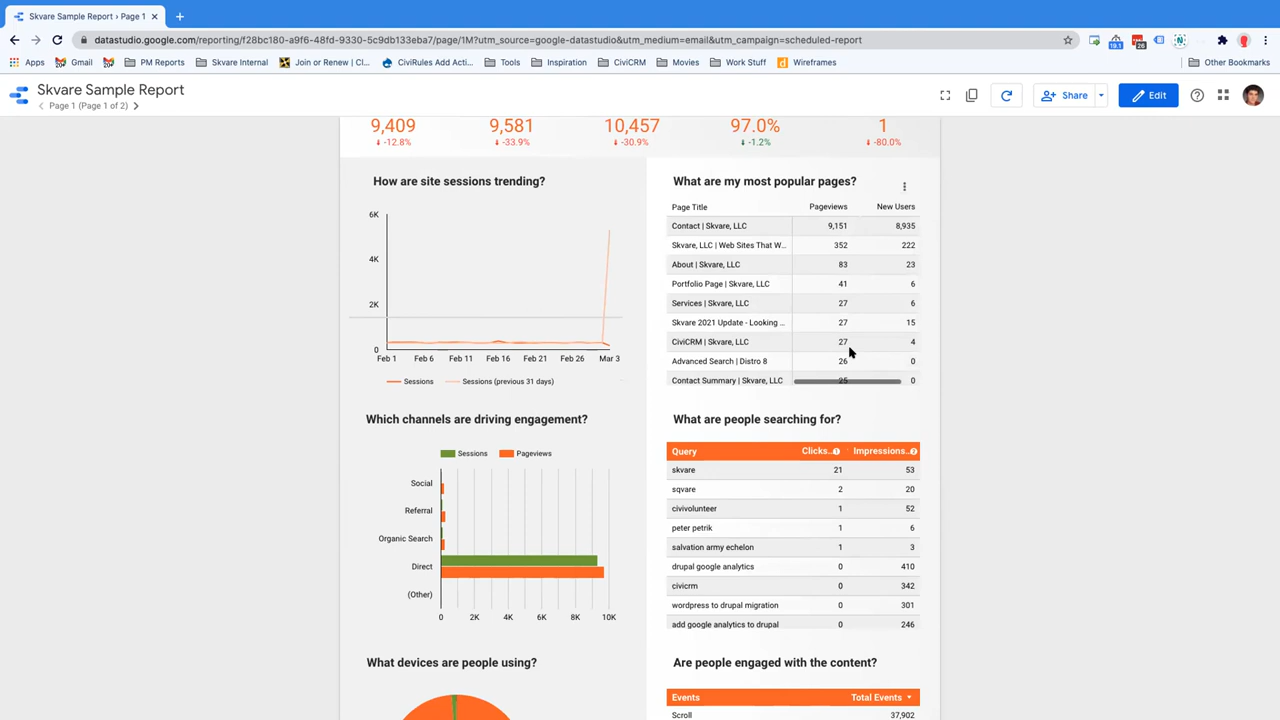 Skvare Sample Report › Page 1
datastudio.google.com/reporting/f28bc180-a9f6-48fd-9330-5c9db133eba7/page/1M?utm_source=google-datastudio&utm_medium=email&utm_campaign=scheduled-report
19.1
26
Apps
Gmail
PM Reports
Skvare Internal
Join or Renew | Cl...
CiviRules Add Acti...
Tools
Inspiration
CiviCRM
Movies
Work Stuff
Wireframes
Other Bookmarks
Skvare Sample Report
Page 1 (Page 1 of 2)
Share
Edit
9,409 9,581 10,457 97.0% 1
-12.8% -33.9% -30.9% -1.2% -80.0%
How are site sessions trending?
6K
4K
2K
0
Feb 1 Feb 6 Feb 11 Feb 16 Feb 21 Feb 26 Mar 3
Sessions Sessions (previous 31 days)
What are my most popular pages?
Page Title Pageviews New Users
Contact | Skvare, LLC 9,151 8,935
Skvare, LLC | Web Sites That W... 352 222
About | Skvare, LLC 83 23
Portfolio Page | Skvare, LLC 41 6
Services | Skvare, LLC 27 6
Skvare 2021 Update - Looking ... 27 15
CiviCRM | Skvare, LLC 27 4
Advanced Search | Distro 8 26 0
Contact Summary | Skvare, LLC 25 0
Which channels are driving engagement?
Sessions Pageviews
Social
Referral
Organic Search
Direct
(Other)
0 2K 4K 6K 8K 10K
What are people searching for?
Query Clicks... Impressions...
skvare 21 53
sqvare 2 20
civivolunteer 1 52
peter petrik 1 6
salvation army echelon 1 3
drupal google analytics 0 410
civicrm 0 342
wordpress to drupal migration 0 301
add google analytics to drupal 0 246
What devices are people using?
Are people engaged with the content?
Events Total Events
Scroll 37,902